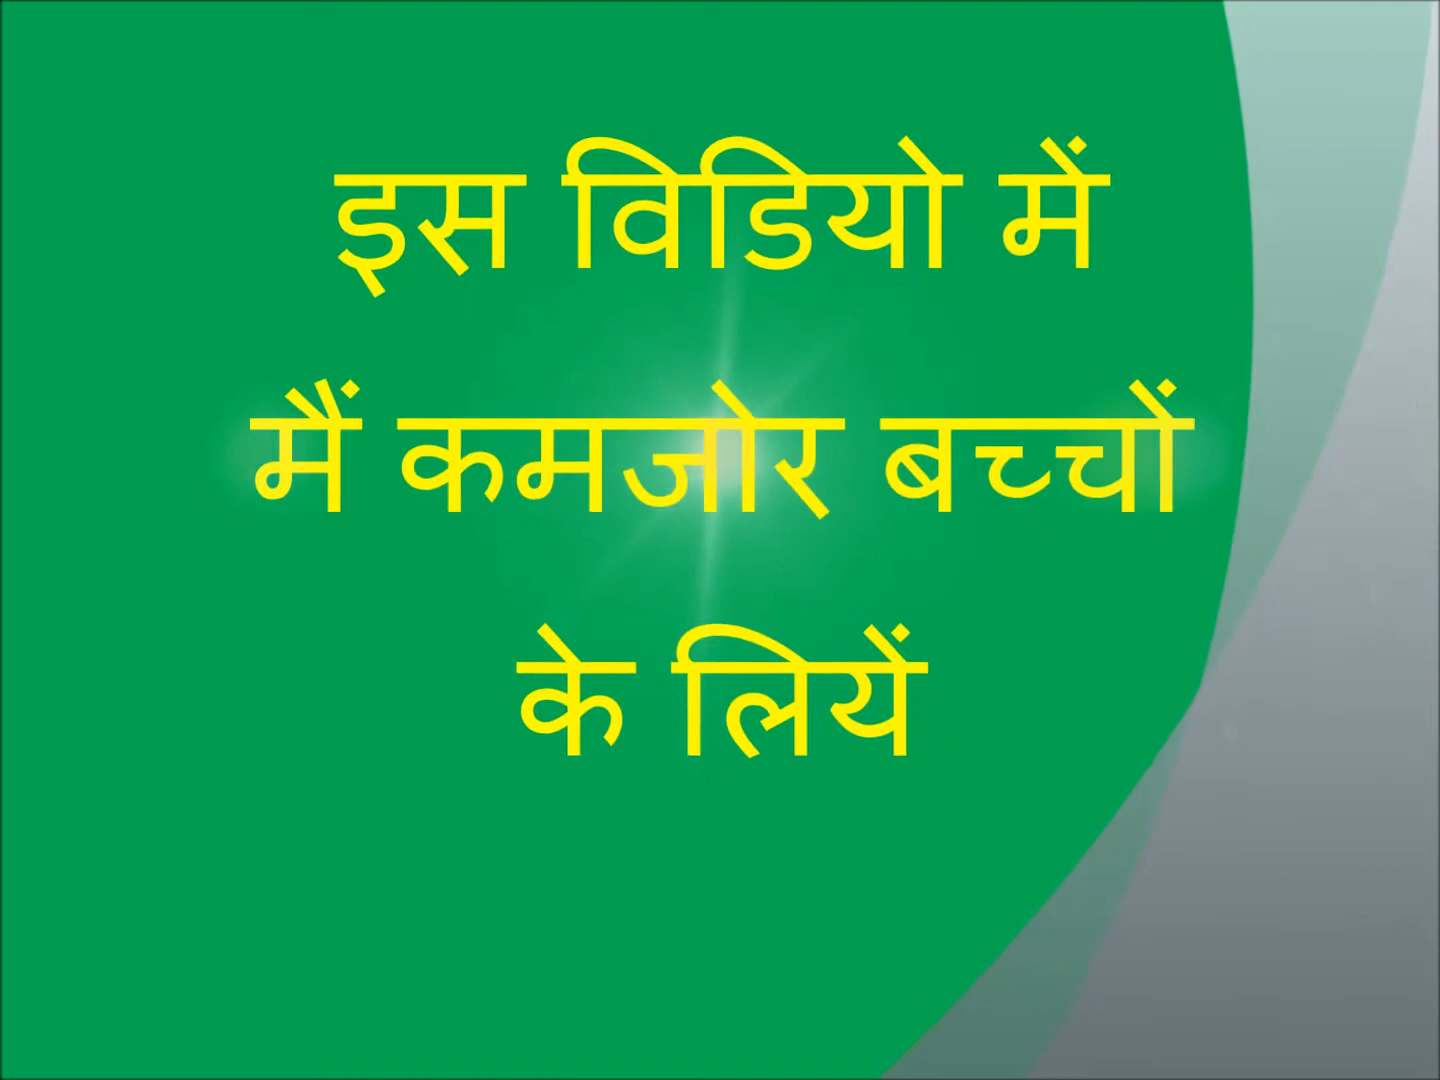 इस विडियो में
मैं कमजोर बच्चों
के लियें